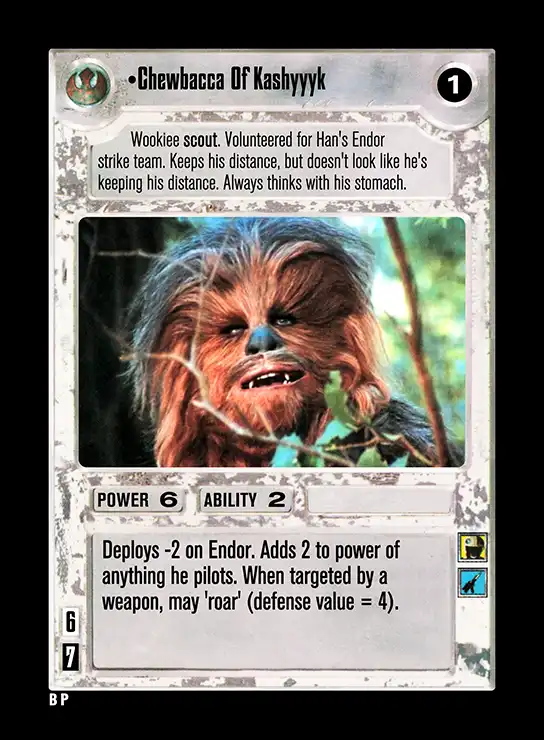 •Chewbacca Of Kashyyyk
1
Wookiee scout. Volunteered for Han's Endor
strike team. Keeps his distance, but doesn't look like he's
keeping his distance. Always thinks with his stomach.
POWER 6 ABILITY 2
Deploys -2 on Endor. Adds 2 to power of
anything he pilots. When targeted by a
weapon, may 'roar' (defense value = 4).
6
7
B P